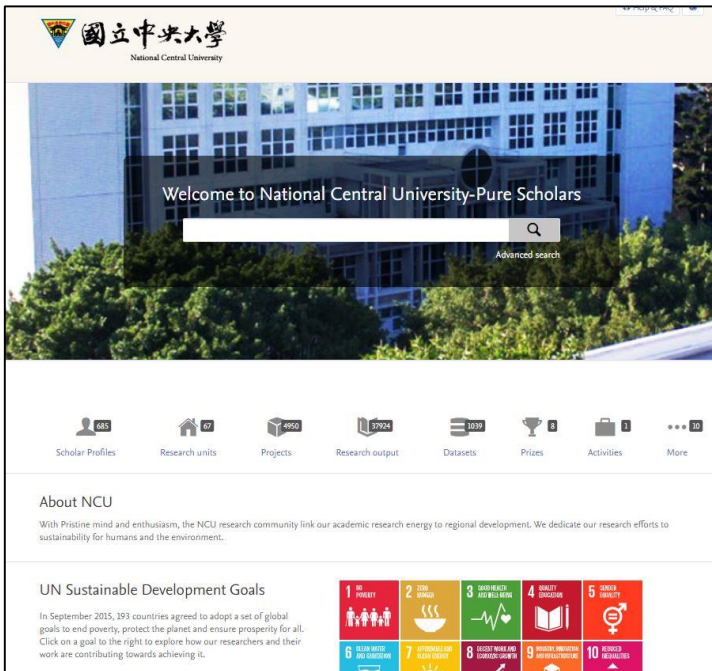 Help & FAQ
國立中央大學
National Central University
Welcome to National Central University-Pure Scholars
Advanced search
685
67
4950
37924
1039
8
1
10
Scholar Profiles
Research units
Projects
Research output
Datasets
Prizes
Activities
More
About NCU
With Pristine mind and enthusiasm, the NCU research community link our academic research energy to regional development. We dedicate our research efforts to
sustainability for humans and the environment.
UN Sustainable Development Goals
In September 2015, 193 countries agreed to adopt a set of global
goals to end poverty, protect the planet and ensure prosperity for all.
Click on a goal to the right to explore how our researchers and their
work are contributing towards achieving it.
1 NO POVERTY
2 ZERO HUNGER
3 GOOD HEALTH AND WELL-BEING
4 QUALITY EDUCATION
5 GENDER EQUALITY
6 CLEAN WATER AND SANITATION
7 AFFORDABLE AND CLEAN ENERGY
8 DECENT WORK AND ECONOMIC GROWTH
9 INDUSTRY, INNOVATION AND INFRASTRUCTURE
10 REDUCED INEQUALITIES